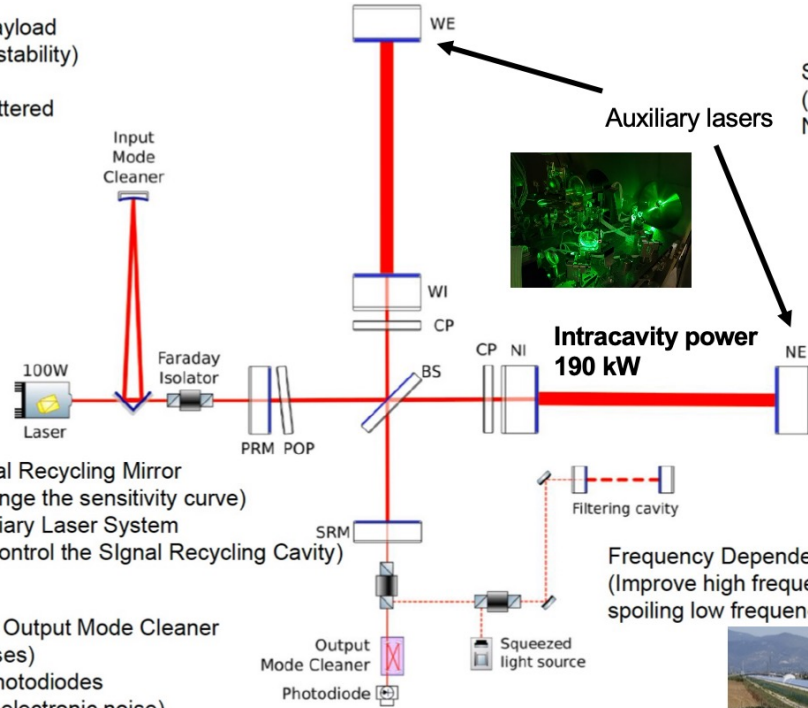 ayload
stability)
ttered
WE
S
(
N
Auxiliary lasers
Input
Mode
Cleaner
WI
CP
Intracavity power
190 kW
CP NI
NE
100W
Faraday
Isolator
BS
Laser
PRM POP
al Recycling Mirror
nge the sensitivity curve)
iary Laser System
ontrol the SIgnal Recycling Cavity)
Filtering cavity
SRM
Frequency Depende
(Improve high freque
spoiling low frequen
Output Mode Cleaner
ses)
hotodiodes
electronic noise)
Output
Mode Cleaner
Squeezed
light source
Photodiode